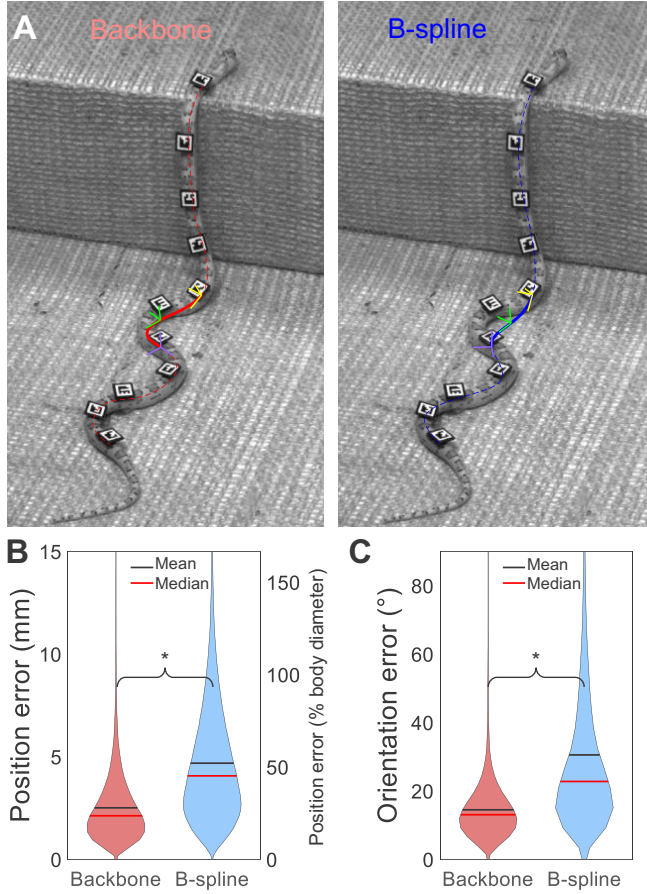 A
Backbone
B-spline
B
Position error (mm)
15
10
5
0
Mean
Median
*
150
100
50
0
Position error (% body diameter)
Backbone
B-spline
C
Orientation error (°)
80
60
40
20
0
Mean
Median
*
Backbone
B-spline